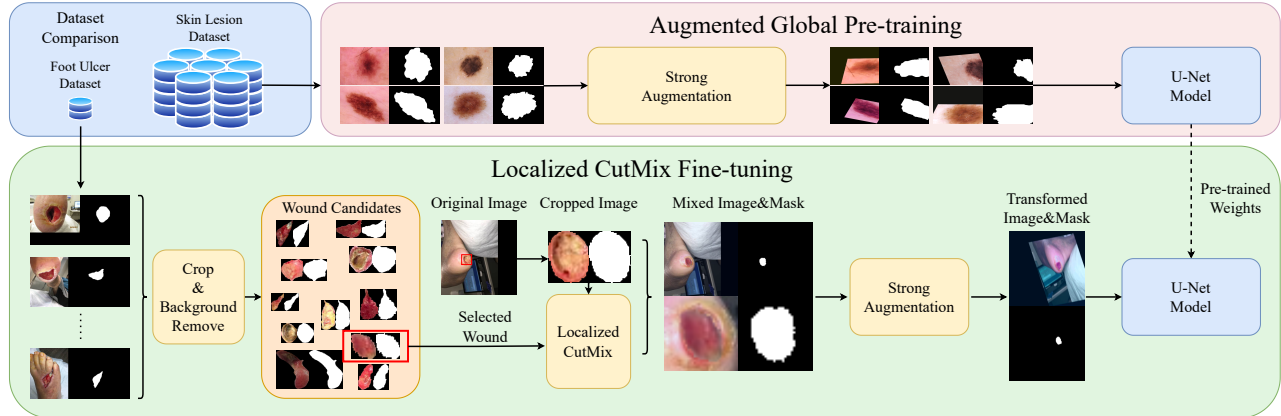 Dataset
Comparison
Skin Lesion
Dataset
Foot Ulcer
Dataset
Augmented Global Pre-training
Strong
Augmentation
U-Net
Model
Localized CutMix Fine-tuning
Crop
&
Background
Remove
Wound Candidates
Original Image
Cropped Image
Mixed Image&Mask
Transformed
Image&Mask
Pre-trained
Weights
Selected
Wound
Localized
CutMix
Strong
Augmentation
U-Net
Model